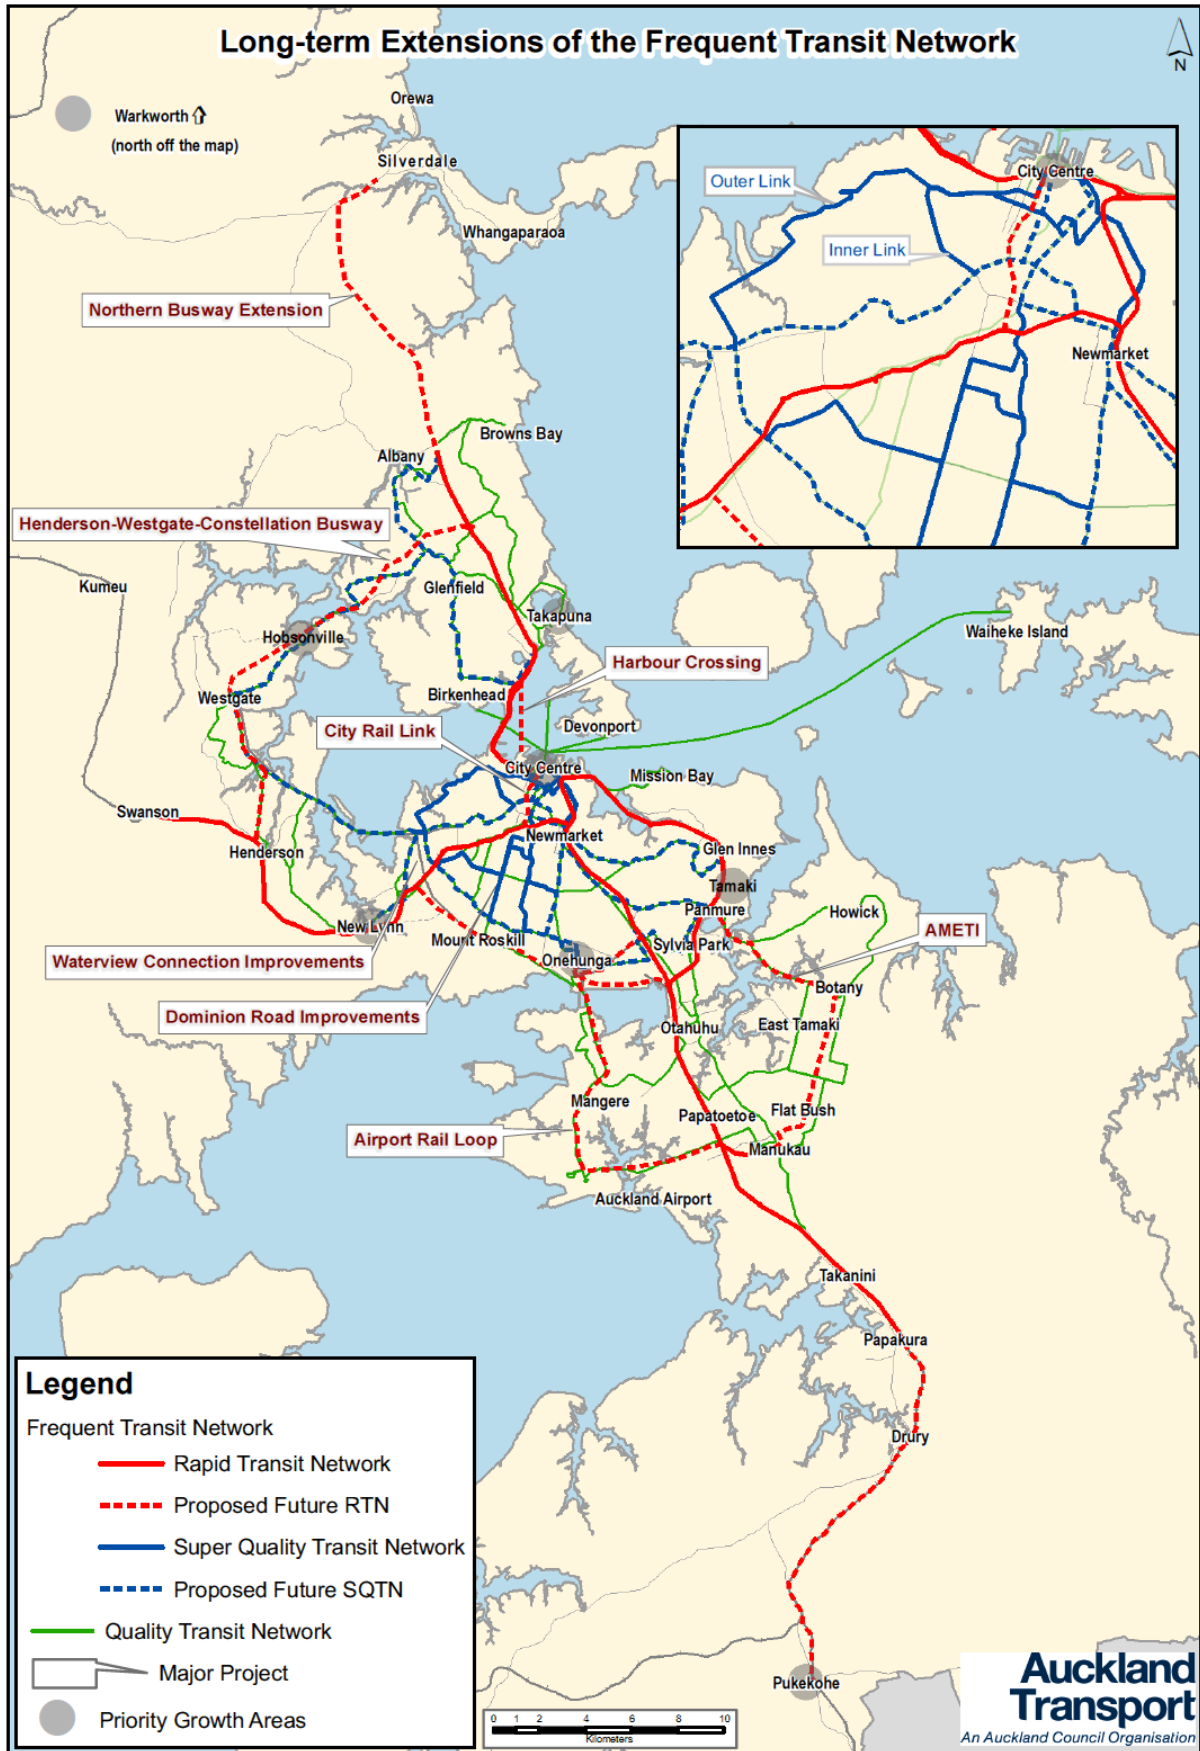 Long-term Extensions of the Frequent Transit Network
N
Orewa
Warkworth
(north off the map)
Silverdale
Whangaparaoa
Northern Busway Extension
Outer Link
Inner Link
City Centre
Newmarket
Browns Bay
Albany
Henderson-Westgate-Constellation Busway
Kumeu
Glenfield
Takapuna
Hobsonville
Waiheke Island
Harbour Crossing
Westgate
Birkenhead
Devonport
City Rail Link
City Centre
Mission Bay
Swanson
Newmarket
Henderson
Glen Innes
Tamaki
Panmure
Howick
New Lynn
Mount Roskill
Sylvia Park
AMETI
Waterview Connection Improvements
Onehunga
Botany
Dominion Road Improvements
Otahuhu
East Tamaki
Mangere
Papatoetoe
Flat Bush
Airport Rail Loop
Manukau
Auckland Airport
Takanini
Papakura
Drury
Pukekohe
Legend
Frequent Transit Network
Rapid Transit Network
Proposed Future RTN
Super Quality Transit Network
Proposed Future SQTN
Quality Transit Network
Major Project
Priority Growth Areas
0 1 2 4 6 8 10
Kilometers
Auckland
Transport
An Auckland Council Organisation